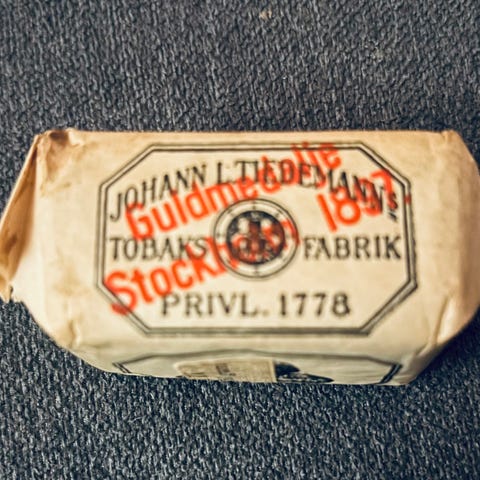 JOHANN L. TIEDEMANNS
TOBAKS FABRIK
PRIVL. 1778
Guldmedalje
Stockholm 1897.